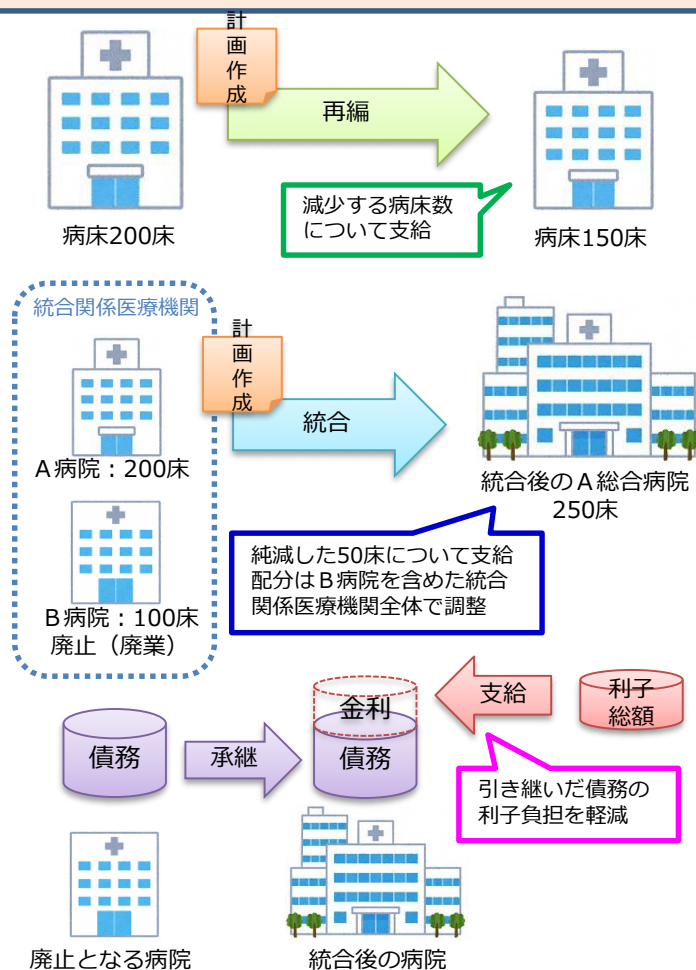 計画作成
再編
減少する病床数
について支給
病床200床
病床150床
統合関係医療機関
計画作成
統合
A病院：200床
統合後のA総合病院
250床
B病院：100床
廃止（廃業）
純減した50床について支給
配分はB病院を含めた統合
関係医療機関全体で調整
債務
承継
金利
債務
支給
利子
総額
引き継いだ債務の
利子負担を軽減
廃止となる病院
統合後の病院